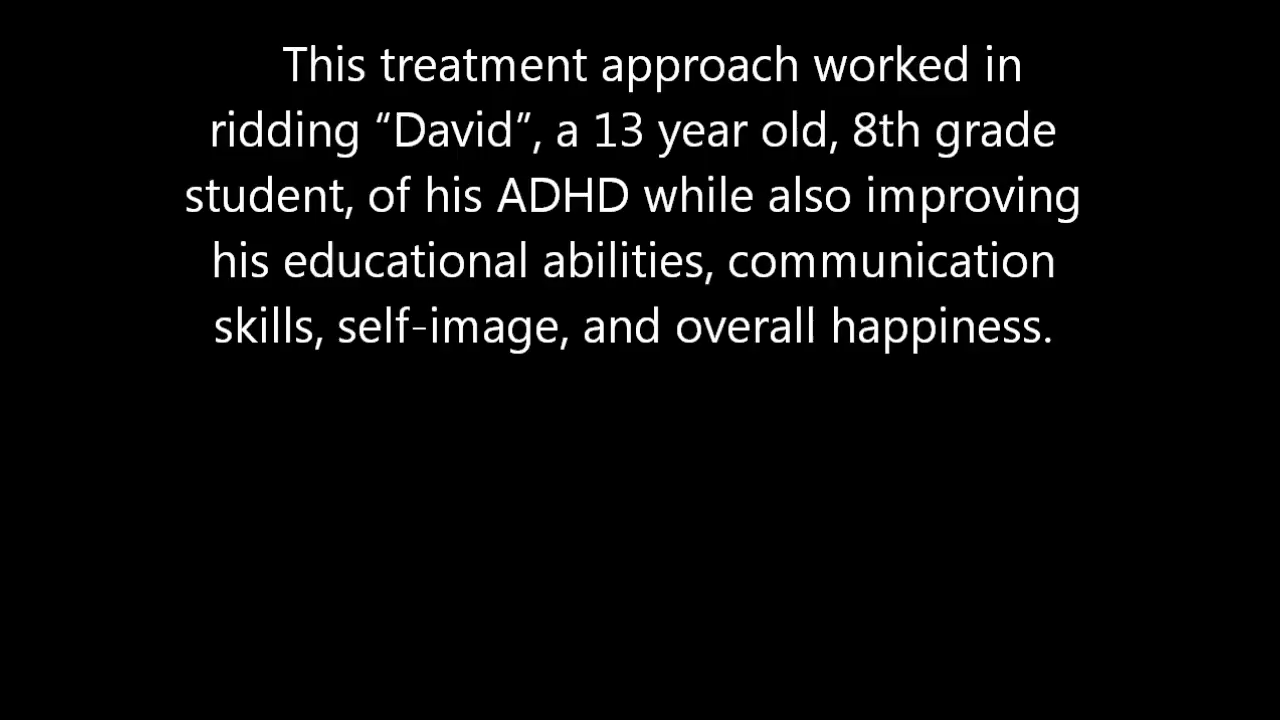 This treatment approach worked in
ridding “David”, a 13 year old, 8th grade
student, of his ADHD while also improving
his educational abilities, communication
skills, self-image, and overall happiness.